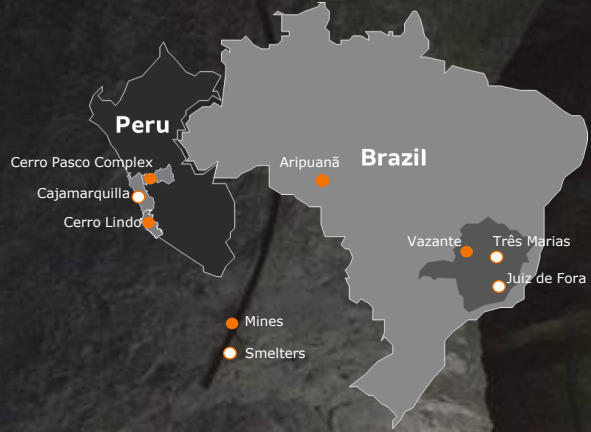 Peru
Cerro Pasco Complex
Cajamarquilla
Cerro Lindo
Aripuanã
Brazil
Vazante
Três Marias
Juiz de Fora
Mines
Smelters